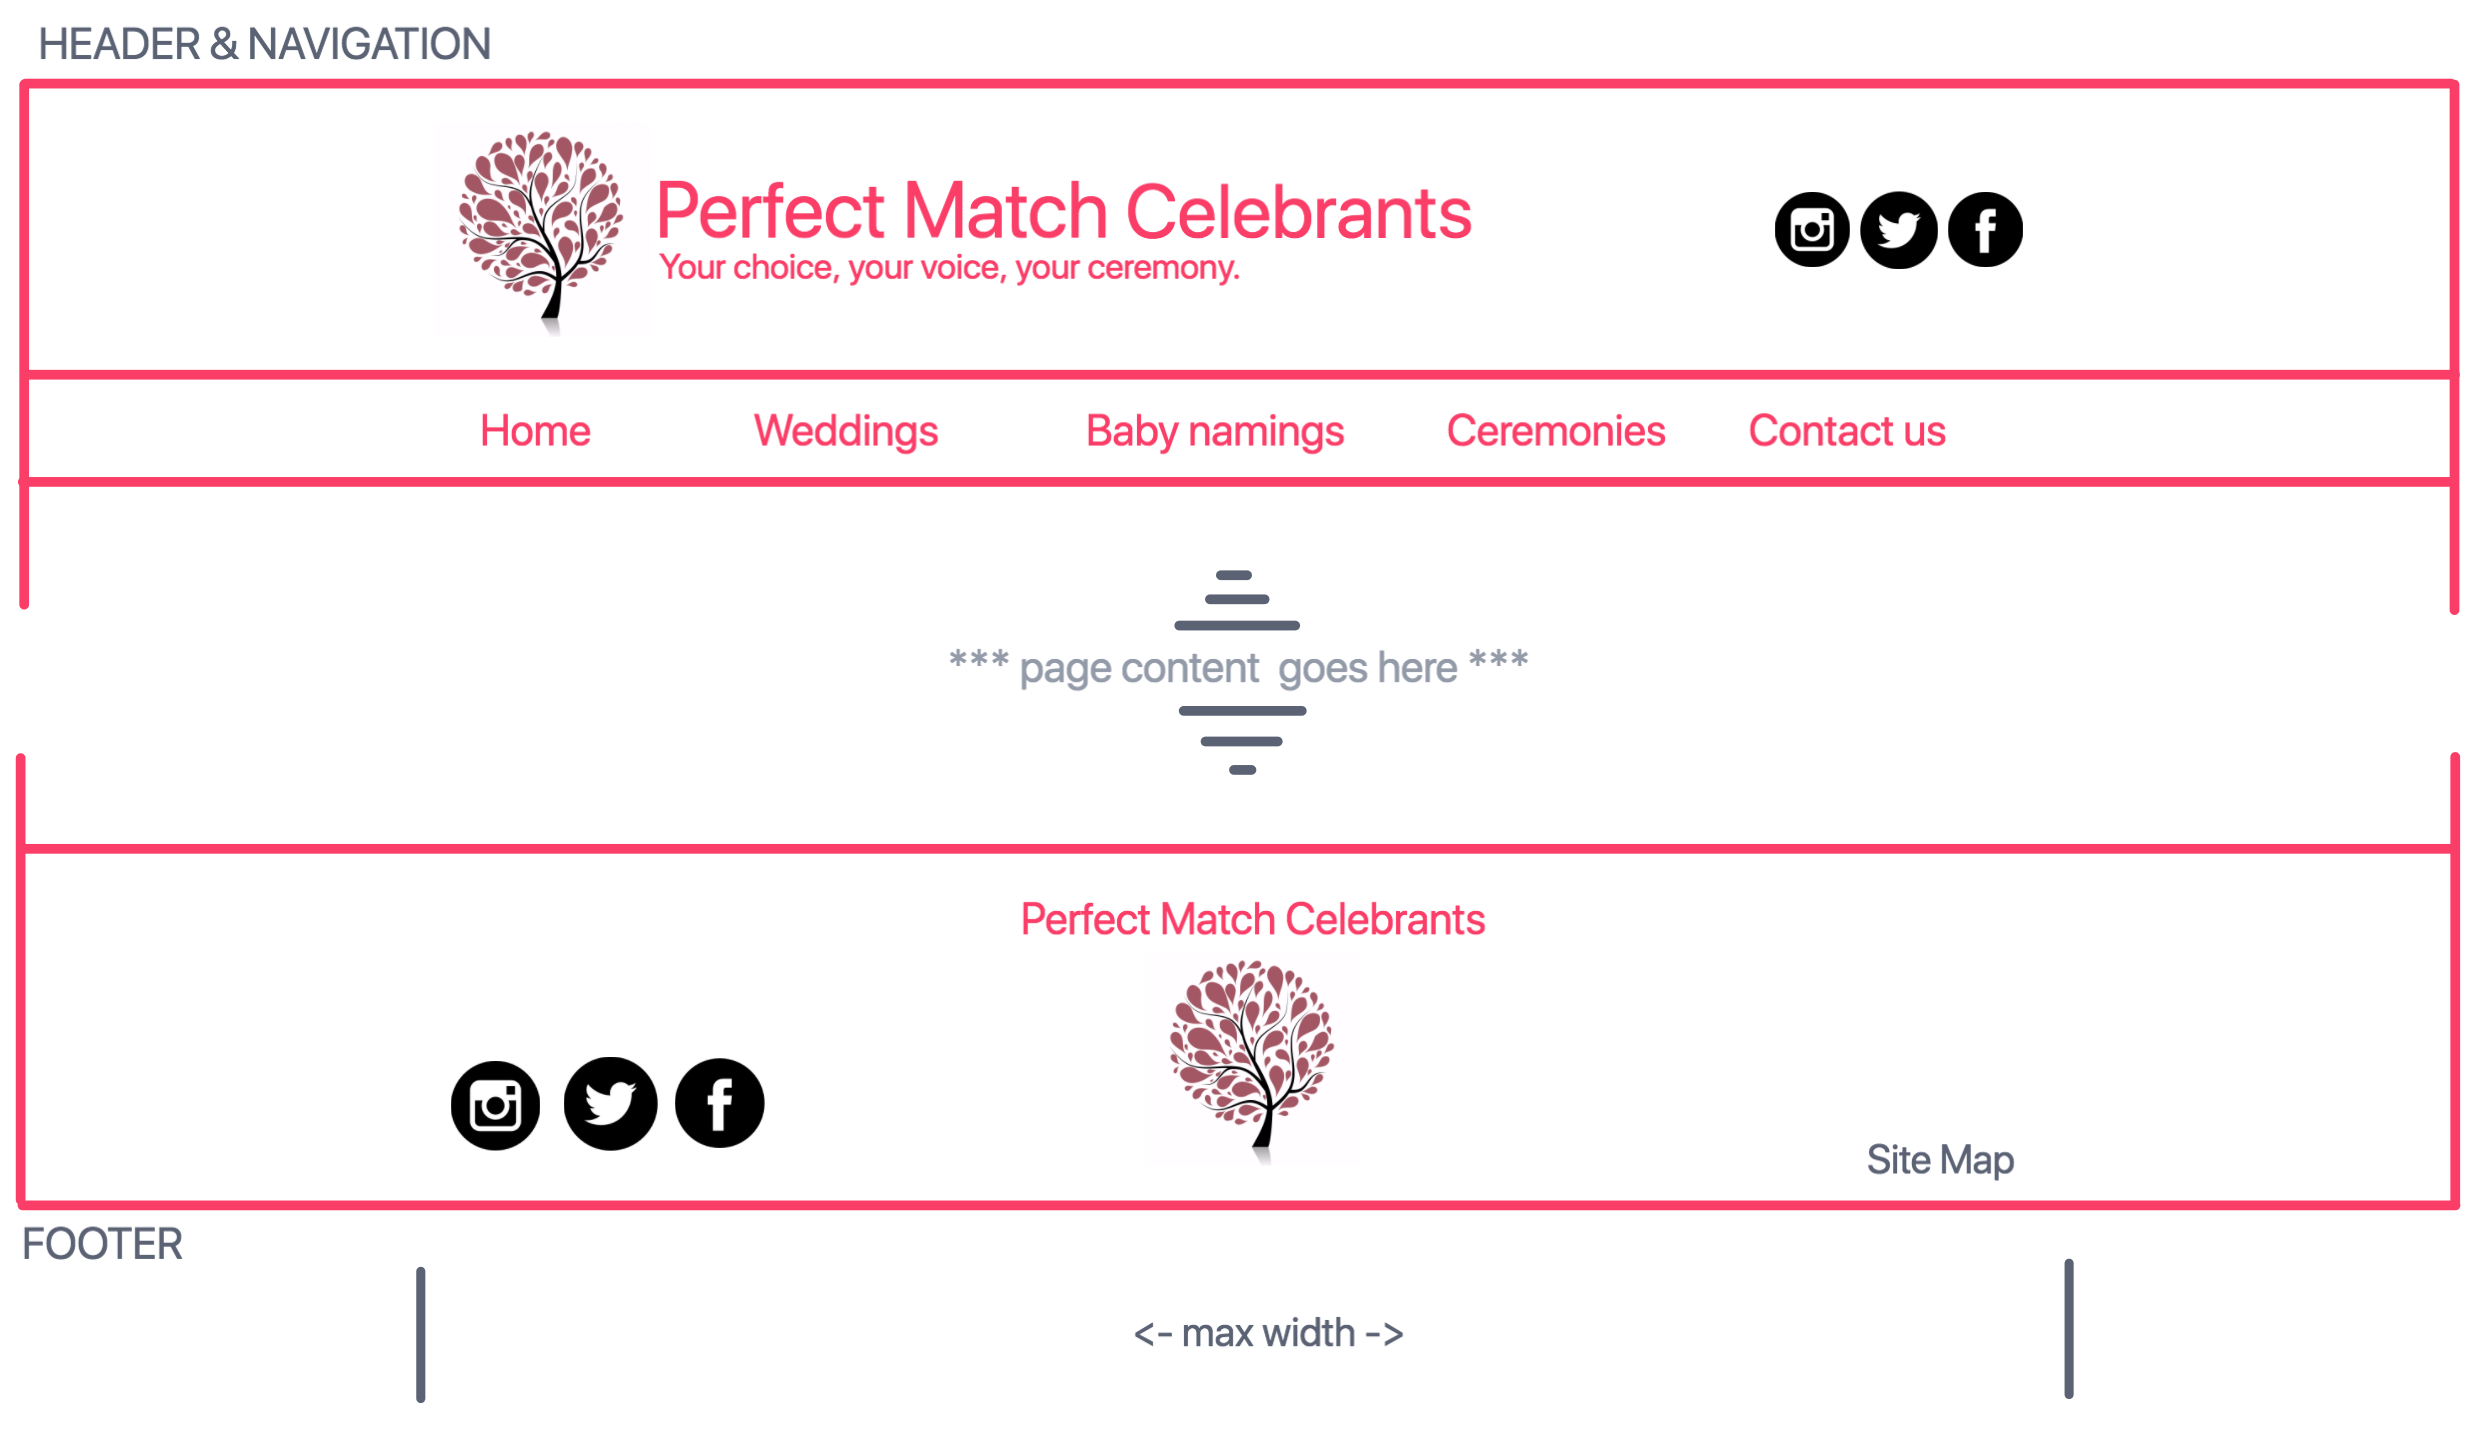 HEADER & NAVIGATION
Perfect Match Celebrants
Your choice, your voice, your ceremony.
Home Weddings Baby namings Ceremonies Contact us
*** page content goes here ***
Perfect Match Celebrants
Site Map
FOOTER
<- max width ->